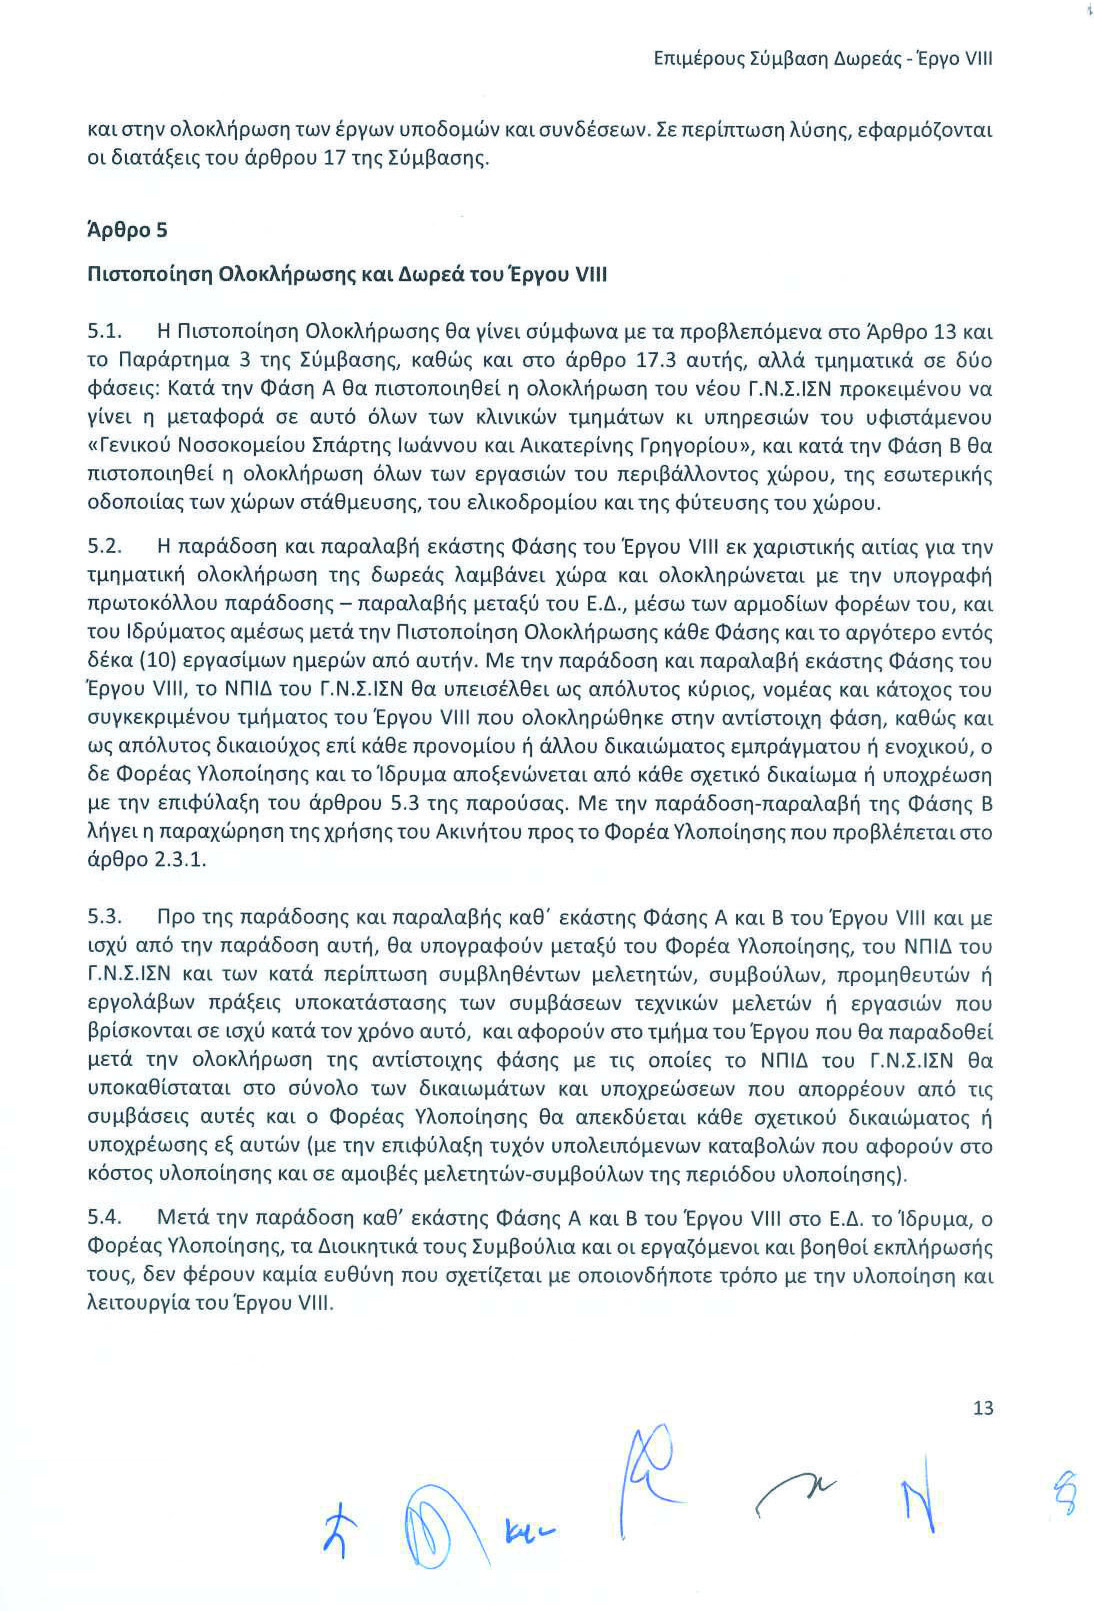 Επιμέρους Σύμβαση Δωρεάς - Έργο VIII
και στην ολοκλήρωση των έργων υποδομών και συνδέσεων. Σε περίπτωση λύσης, εφαρμόζονται
οι διατάξεις του άρθρου 17 της Σύμβασης.
Άρθρο 5
Πιστοποίηση Ολοκλήρωσης και Δωρεά του Έργου VIII
5.1. Η Πιστοποίηση Ολοκλήρωσης θα γίνει σύμφωνα με τα προβλεπόμενα στο Άρθρο 13 και
το Παράρτημα 3 της Σύμβασης, καθώς και στο άρθρο 17.3 αυτής, αλλά τμηματικά σε δύο
φάσεις: Κατά την Φάση Α θα πιστοποιηθεί η ολοκλήρωση του νέου Γ.Ν.Σ.ΙΣΝ προκειμένου να
γίνει η μεταφορά σε αυτό όλων των κλινικών τμημάτων κι υπηρεσιών του υφιστάμενου
«Γενικού Νοσοκομείου Σπάρτης Ιωάννου και Αικατερίνης Γρηγορίου», και κατά την Φάση Β θα
πιστοποιηθεί η ολοκλήρωση όλων των εργασιών του περιβάλλοντος χώρου, της εσωτερικής
οδοποιίας των χώρων στάθμευσης, του ελικοδρομίου και της φύτευσης του χώρου.
5.2. Η παράδοση και παραλαβή εκάστης Φάσης του Έργου VIII εκ χαριστικής αιτίας για την
τμηματική ολοκλήρωση της δωρεάς λαμβάνει χώρα και ολοκληρώνεται με την υπογραφή
πρωτοκόλλου παράδοσης – παραλαβής μεταξύ του Ε.Δ., μέσω των αρμοδίων φορέων του, και
του Ιδρύματος αμέσως μετά την Πιστοποίηση Ολοκλήρωσης κάθε Φάσης και το αργότερο εντός
δέκα (10) εργασίμων ημερών από αυτήν. Με την παράδοση και παραλαβή εκάστης Φάσης του
Έργου VIII, το ΝΠΙΔ του Γ.Ν.Σ.ΙΣΝ θα υπεισέλθει ως απόλυτος κύριος, νομέας και κάτοχος του
συγκεκριμένου τμήματος του Έργου VIII που ολοκληρώθηκε στην αντίστοιχη φάση, καθώς και
ως απόλυτος δικαιούχος επί κάθε προνομίου ή άλλου δικαιώματος εμπράγματου ή ενοχικού, ο
δε Φορέας Υλοποίησης και το Ίδρυμα αποξενώνεται από κάθε σχετικό δικαίωμα ή υποχρέωση
με την επιφύλαξη του άρθρου 5.3 της παρούσας. Με την παράδοση-παραλαβή της Φάσης Β
λήγει η παραχώρηση της χρήσης του Ακινήτου προς το Φορέα Υλοποίησης που προβλέπεται στο
άρθρο 2.3.1.
5.3. Προ της παράδοσης και παραλαβής καθ' εκάστης Φάσης Α και Β του Έργου VIII και με
ισχύ από την παράδοση αυτή, θα υπογραφούν μεταξύ του Φορέα Υλοποίησης, του ΝΠΙΔ του
Γ.Ν.Σ.ΙΣΝ και των κατά περίπτωση συμβληθέντων μελετητών, συμβούλων, προμηθευτών ή
εργολάβων πράξεις υποκατάστασης των συμβάσεων τεχνικών μελετών ή εργασιών που
βρίσκονται σε ισχύ κατά τον χρόνο αυτό, και αφορούν στο τμήμα του Έργου που θα παραδοθεί
μετά την ολοκλήρωση της αντίστοιχης φάσης με τις οποίες το ΝΠΙΔ του Γ.Ν.Σ.ΙΣΝ θα
υποκαθίσταται στο σύνολο των δικαιωμάτων και υποχρεώσεων που απορρέουν από τις
συμβάσεις αυτές και ο Φορέας Υλοποίησης θα απεκδύεται κάθε σχετικού δικαιώματος ή
υποχρέωσης εξ αυτών (με την επιφύλαξη τυχόν υπολειπόμενων καταβολών που αφορούν στο
κόστος υλοποίησης και σε αμοιβές μελετητών-συμβούλων της περιόδου υλοποίησης).
5.4. Μετά την παράδοση καθ' εκάστης Φάσης Α και Β του Έργου VIII στο Ε.Δ. το Ίδρυμα, ο
Φορέας Υλοποίησης, τα Διοικητικά τους Συμβούλια και οι εργαζόμενοι και βοηθοί εκπλήρωσής
τους, δεν φέρουν καμία ευθύνη που σχετίζεται με οποιονδήποτε τρόπο με την υλοποίηση και
λειτουργία του Έργου VIII.
13